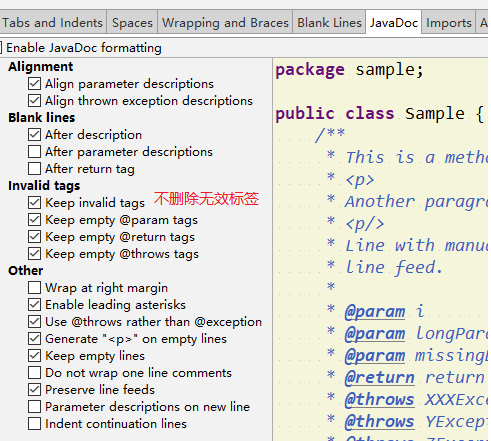 Tabs and Indents Spaces Wrapping and Braces Blank Lines JavaDoc Imports
Enable JavaDoc formatting
Alignment
Align parameter descriptions
Align thrown exception descriptions
Blank lines
After description
After parameter descriptions
After return tag
Invalid tags
Keep invalid tags 不删除无效标签
Keep empty @param tags
Keep empty @return tags
Keep empty @throws tags
Other
Wrap at right margin
Enable leading asterisks
Use @throws rather than @exception
Generate "<p>" on empty lines
Keep empty lines
Do not wrap one line comments
Preserve line feeds
Parameter descriptions on new line
Indent continuation lines
package sample;
public class Sample {
/**
* This is a meth
* <p>
* Another paragra
* <p/>
* Line with manu
* line feed.
*
* @param i
* @param longPara
* @param missing
* @return return
* @throws XXXExce
* @throws YExcept